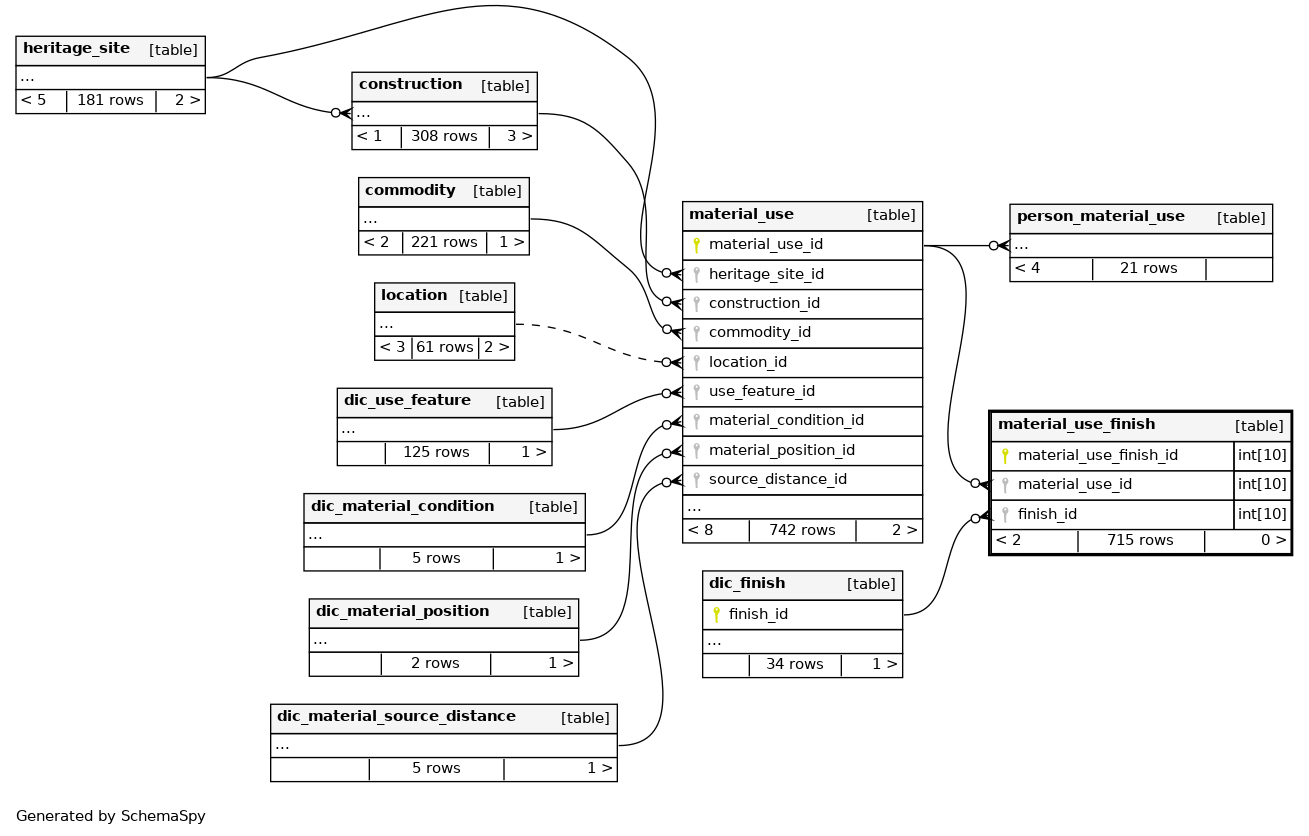 heritage_site [table]
...
< 5 181 rows 2 >
construction [table]
...
< 1 308 rows 3 >
commodity [table]
...
< 2 221 rows 1 >
location [table]
...
< 3 61 rows 2 >
dic_use_feature [table]
...
125 rows 1 >
dic_material_condition [table]
...
5 rows 1 >
dic_material_position [table]
...
2 rows 1 >
dic_material_source_distance [table]
...
5 rows 1 >
material_use [table]
material_use_id
heritage_site_id
construction_id
commodity_id
location_id
use_feature_id
material_condition_id
material_position_id
source_distance_id
...
< 8 742 rows 2 >
dic_finish [table]
finish_id
...
34 rows 1 >
person_material_use [table]
...
< 4 21 rows
material_use_finish [table]
material_use_finish_id int[10]
material_use_id int[10]
finish_id int[10]
< 2 715 rows 0 >
Generated by SchemaSpy